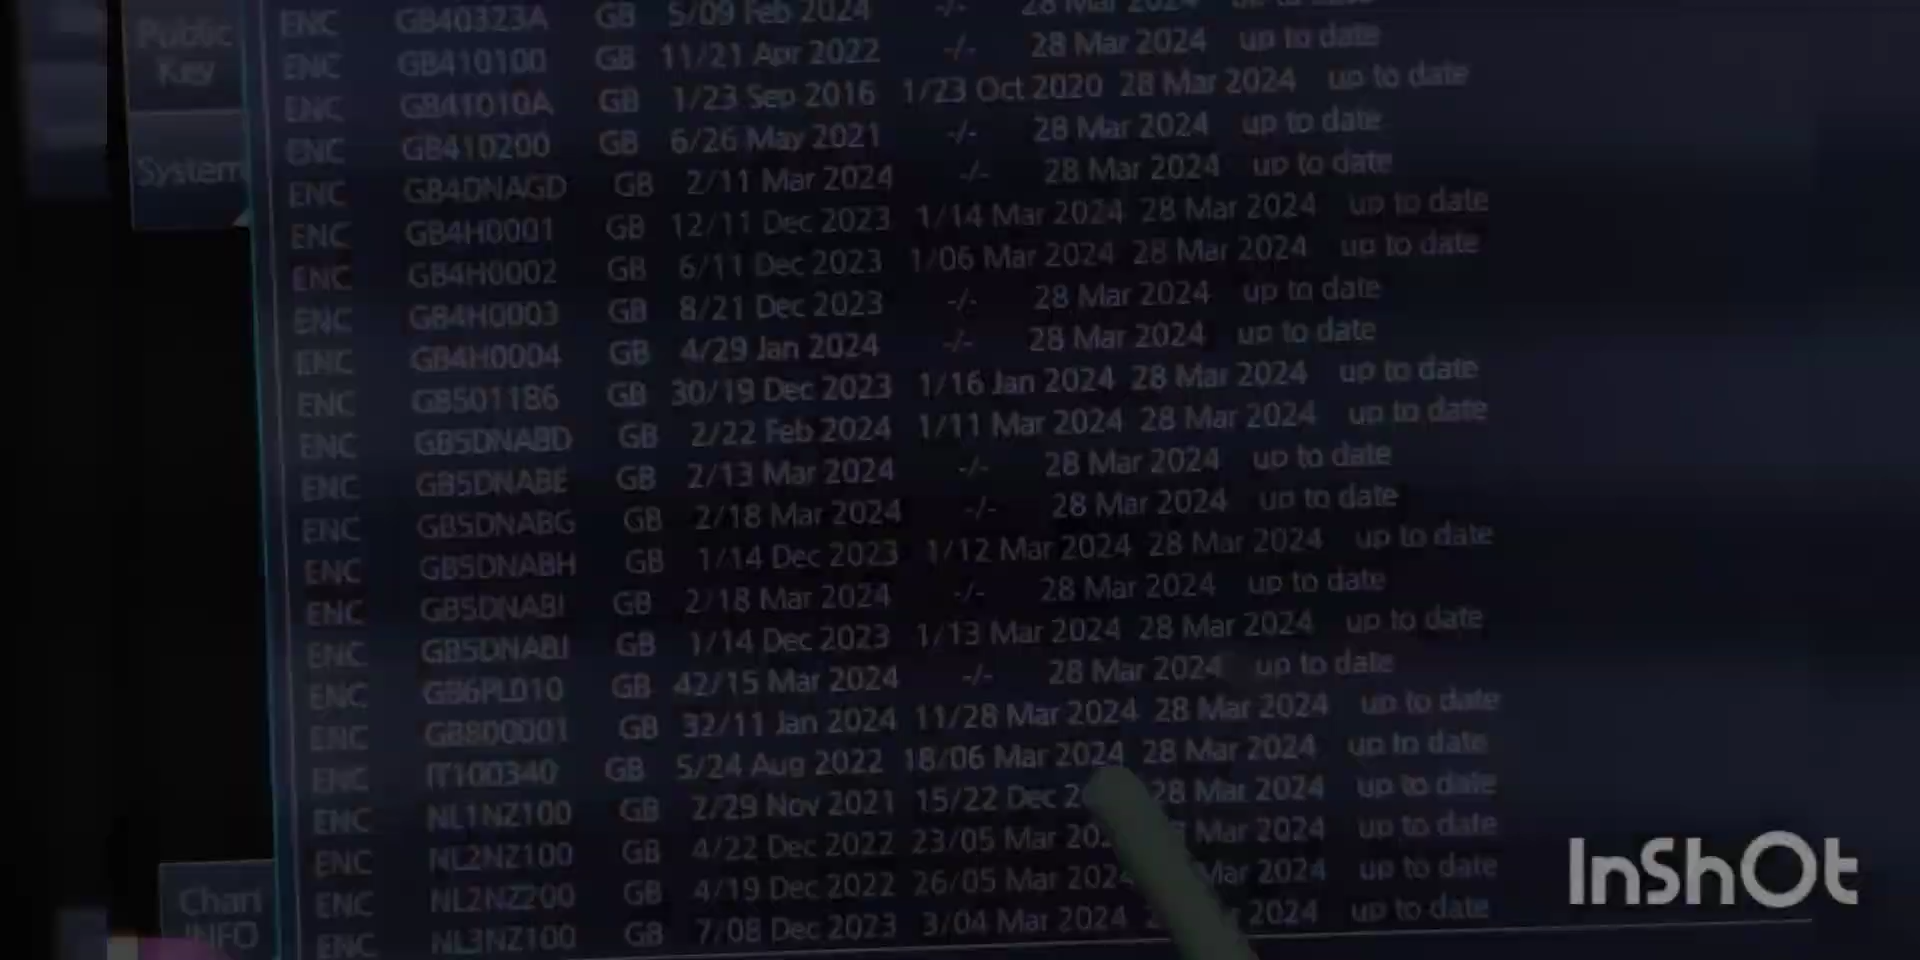 Public
Key
System
ENC GB40323A GB 5/09 Feb 2024 -/- 28 Mar 2024 up to date
ENC GB410100 GB 11/21 Apr 2022 -/- 28 Mar 2024 up to date
ENC GB41010A GB 1/23 Sep 2016 1/23 Oct 2020 28 Mar 2024 up to date
ENC GB410200 GB 6/26 May 2021 -/- 28 Mar 2024 up to date
ENC GB4DNAGD GB 2/11 Mar 2024 -/- 28 Mar 2024 up to date
ENC GB4H0001 GB 12/11 Dec 2023 1/14 Mar 2024 28 Mar 2024 up to date
ENC GB4H0002 GB 6/11 Dec 2023 1/06 Mar 2024 28 Mar 2024 up to date
ENC GB4H0003 GB 8/21 Dec 2023 -/- 28 Mar 2024 up to date
ENC GB4H0004 GB 4/29 Jan 2024 -/- 28 Mar 2024 up to date
ENC GB501186 GB 30/19 Dec 2023 1/16 Jan 2024 28 Mar 2024 up to date
ENC GB5DNABD GB 2/22 Feb 2024 1/11 Mar 2024 28 Mar 2024 up to date
ENC GB5DNABE GB 2/13 Mar 2024 -/- 28 Mar 2024 up to date
ENC GB5DNABG GB 2/18 Mar 2024 -/- 28 Mar 2024 up to date
ENC GB5DNABH GB 1/14 Dec 2023 1/12 Mar 2024 28 Mar 2024 up to date
ENC GB5DNABI GB 2/18 Mar 2024 -/- 28 Mar 2024 up to date
ENC GB 1/14 Dec 2023 1/13 Mar 2024 28 Mar 2024 up to date
ENC GB6PL010 GB 42/15 Mar 2024 -/- 28 Mar 2024 up to date
ENC GB800001 GB 32/11 Jan 2024 11/28 Mar 2024 28 Mar 2024 up to date
ENC IT100340 GB 5/24 Aug 2022 18/06 Mar 2024 28 Mar 2024 up to date
ENC NL1NZ100 GB 2/29 Nov 2021 15/22 Dec 28 Mar 2024 up to date
ENC NL2NZ100 GB 4/22 Dec 2022 23/05 Mar Mar 2024 up to date
ENC NL2NZ200 GB 4/19 Dec 2022 26/05 Mar 2024 Mar 2024 up to date
ENC NL3NZ100 GB 7/08 Dec 2023 3/04 Mar 2024 2024 up to date
Chart
INFO
InShOt